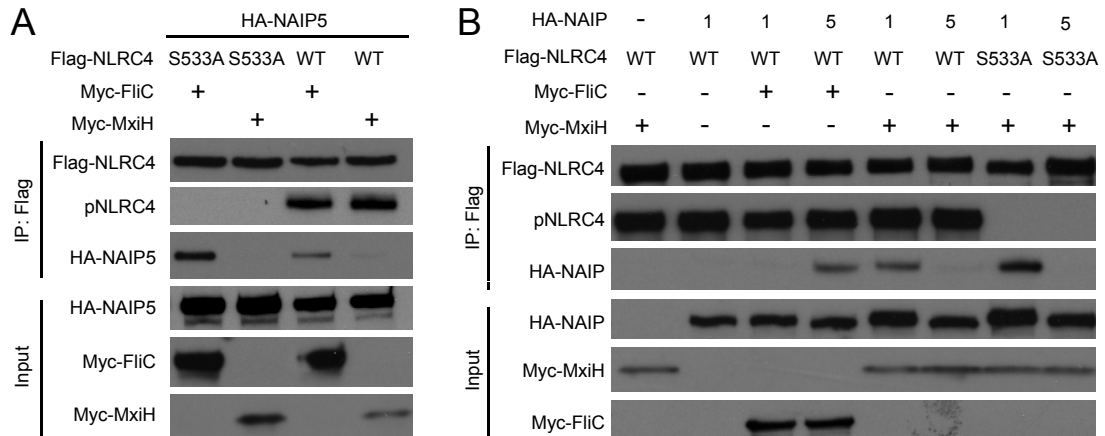 A
HA-NAIP5
Flag-NLRC4 S533A S533A WT WT
Myc-FliC + +
Myc-MxiH + +
IP: Flag
Flag-NLRC4
pNLRC4
HA-NAIP5
Input
HA-NAIP5
Myc-FliC
Myc-MxiH
B
HA-NAIP - 1 1 5 1 5 1 5
Flag-NLRC4 WT WT WT WT WT WT S533A S533A
Myc-FliC - - + + - - - -
Myc-MxiH + - - - + + + +
IP: Flag
Flag-NLRC4
pNLRC4
HA-NAIP
Input
HA-NAIP
Myc-MxiH
Myc-FliC